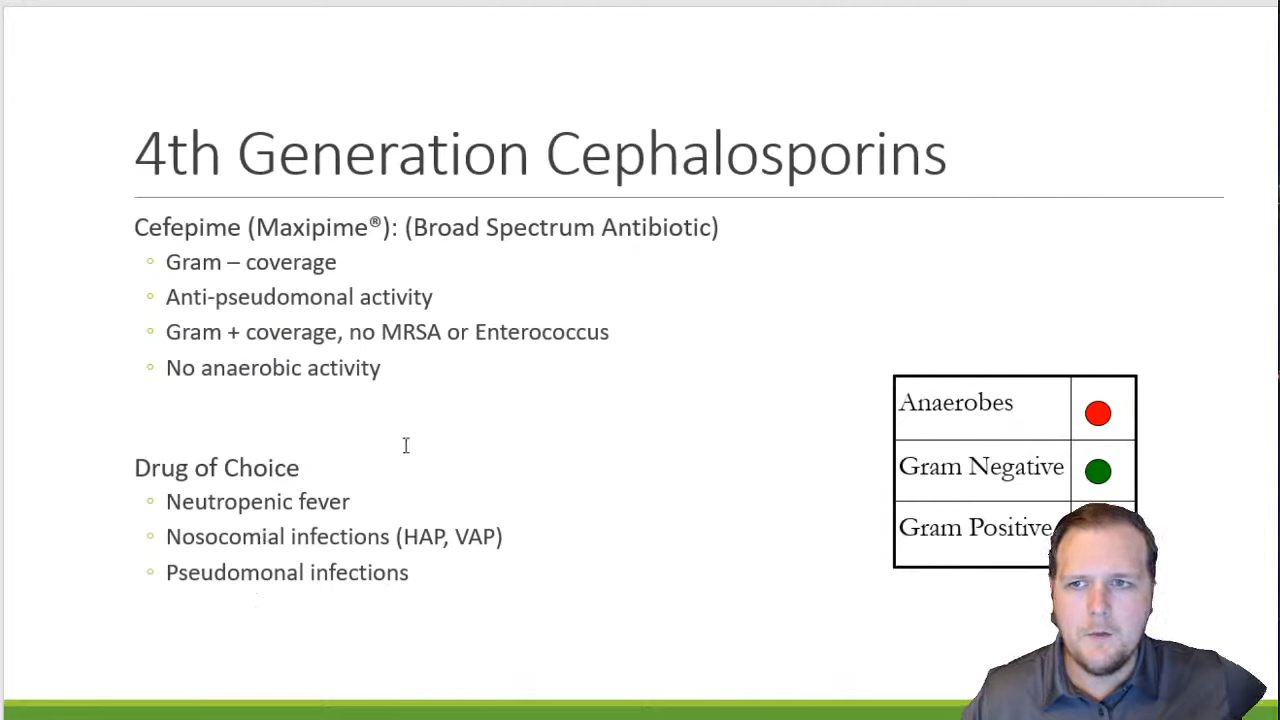 4th Generation Cephalosporins
Cefepime (Maxipime®): (Broad Spectrum Antibiotic)
Gram – coverage
Anti-pseudomonal activity
Gram + coverage, no MRSA or Enterococcus
No anaerobic activity
Drug of Choice
Neutropenic fever
Nosocomial infections (HAP, VAP)
Pseudomonal infections
Anaerobes
Gram Negative
Gram Positive